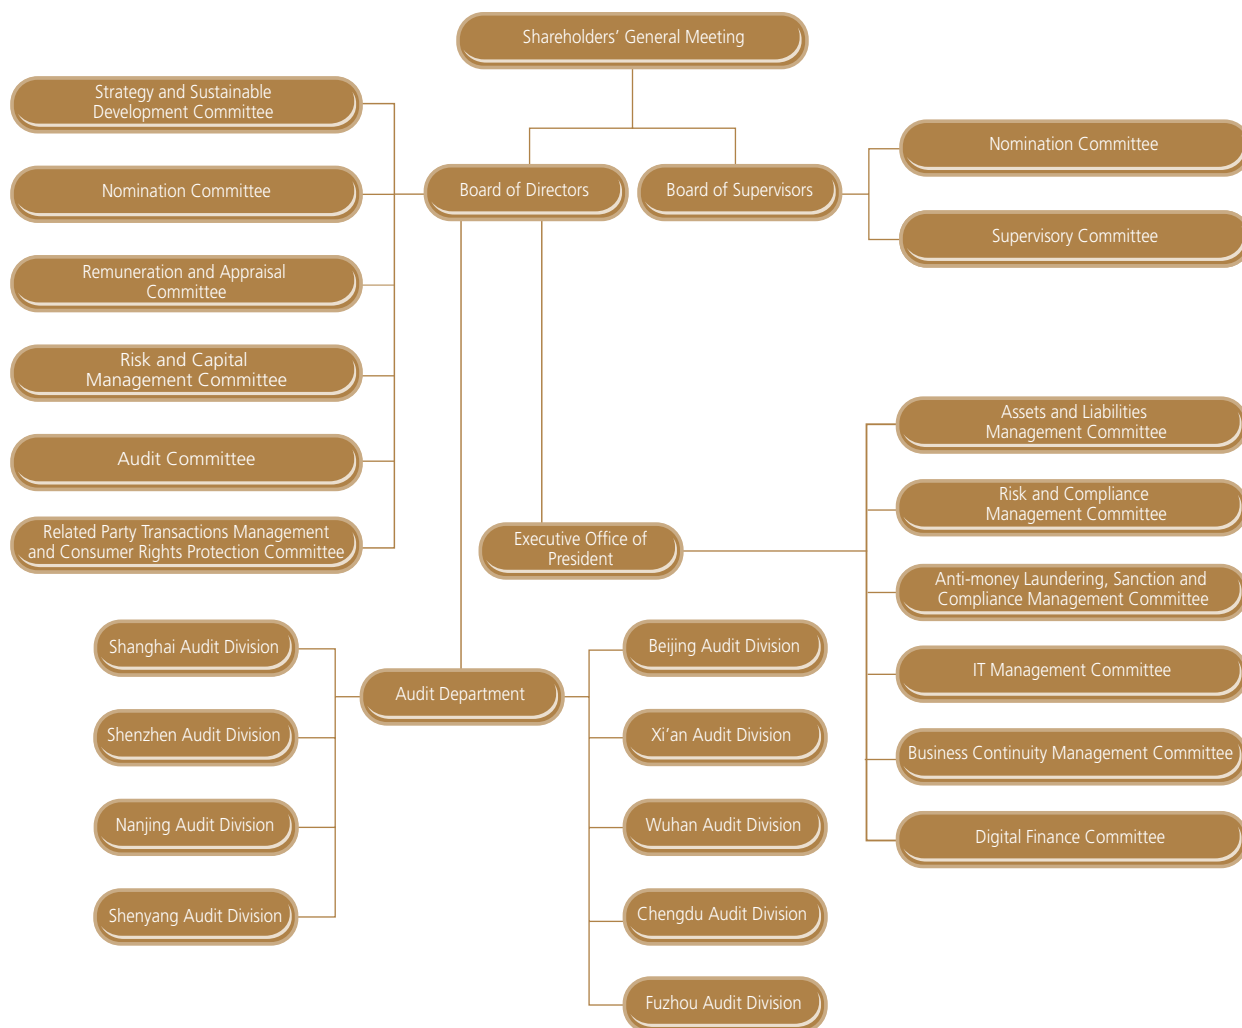 Shareholders’ General Meeting
Strategy and Sustainable
Development Committee
Nomination Committee
Remuneration and Appraisal
Committee
Risk and Capital
Management Committee
Audit Committee
Related Party Transactions Management
and Consumer Rights Protection Committee
Board of Directors
Board of Supervisors
Nomination Committee
Supervisory Committee
Executive Office of
President
Assets and Liabilities
Management Committee
Risk and Compliance
Management Committee
Anti-money Laundering, Sanction and
Compliance Management Committee
IT Management Committee
Business Continuity Management Committee
Digital Finance Committee
Audit Department
Shanghai Audit Division
Shenzhen Audit Division
Nanjing Audit Division
Shenyang Audit Division
Beijing Audit Division
Xi’an Audit Division
Wuhan Audit Division
Chengdu Audit Division
Fuzhou Audit Division